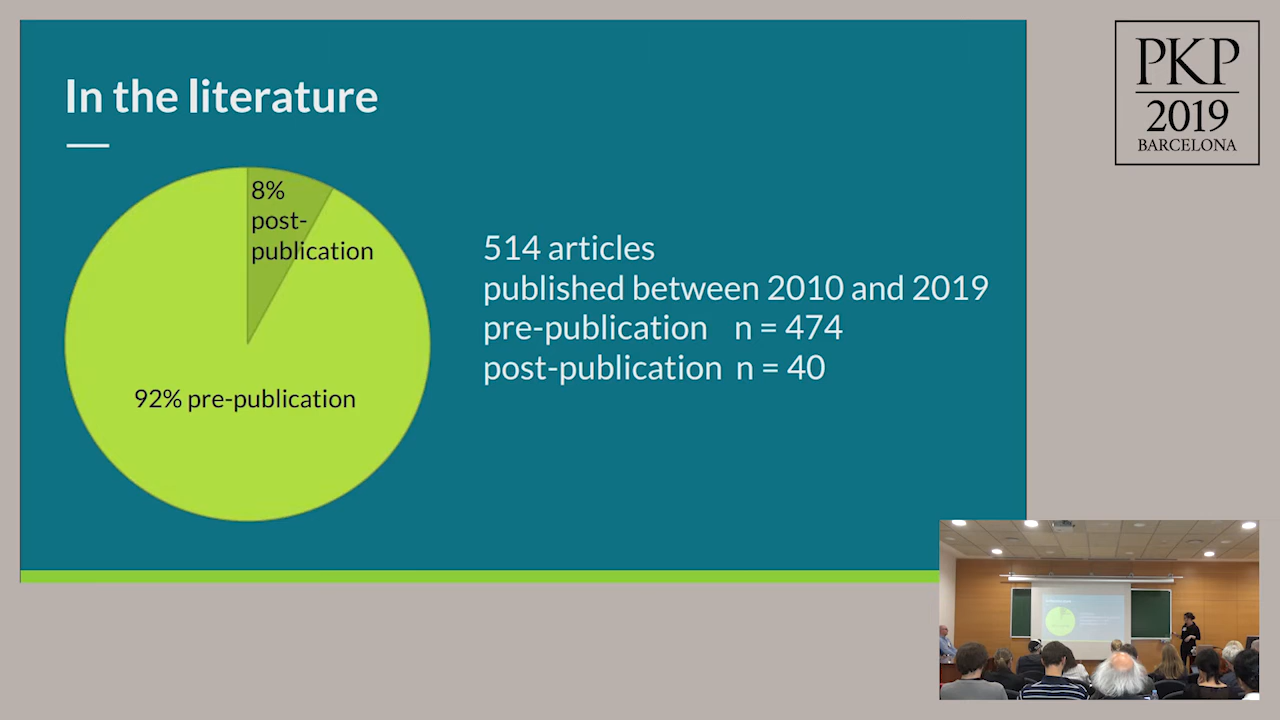 In the literature
8%
post-
publication
92% pre-publication
514 articles
published between 2010 and 2019
pre-publication n = 474
post-publication n = 40
PKP
2019
BARCELONA